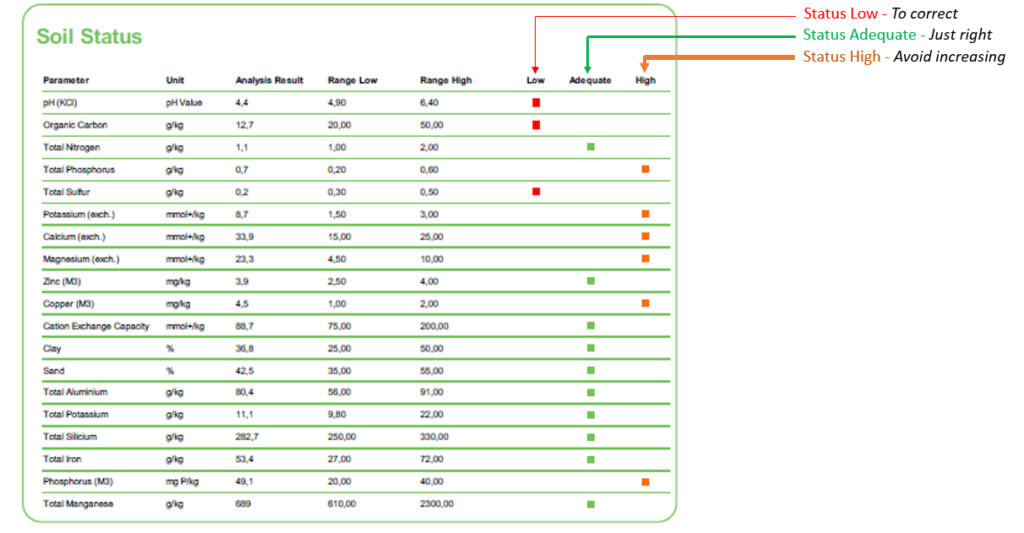 Status Low - To correct
Status Adequate - Just right
Status High - Avoid increasing
Soil Status
Parameter Unit Analysis Result Range Low Range High Low Adequate High
pH (KCl) pH Value 4,4 4,90 6,40
Organic Carbon g/kg 12,7 20,00 50,00
Total Nitrogen g/kg 1,1 1,00 2,00
Total Phosphorus g/kg 0,7 0,20 0,60
Total Sulfur g/kg 0,2 0,30 0,50
Potassium (exch.) mmol+/kg 8,7 1,50 3,00
Calcium (exch.) mmol+/kg 33,9 15,00 25,00
Magnesium (exch.) mmol+/kg 23,3 4,50 10,00
Zinc (M3) mg/kg 3,9 2,50 4,00
Copper (M3) mg/kg 4,5 1,00 2,00
Cation Exchange Capacity mmol+/kg 88,7 75,00 200,00
Clay % 36,8 25,00 50,00
Sand % 42,5 35,00 55,00
Total Aluminium g/kg 80,4 56,00 91,00
Total Potassium g/kg 11,1 9,80 22,00
Total Silicium g/kg 282,7 250,00 330,00
Total Iron g/kg 53,4 27,00 72,00
Phosphorus (M3) mg P/kg 49,1 20,00 40,00
Total Manganese g/kg 689 610,00 2300,00